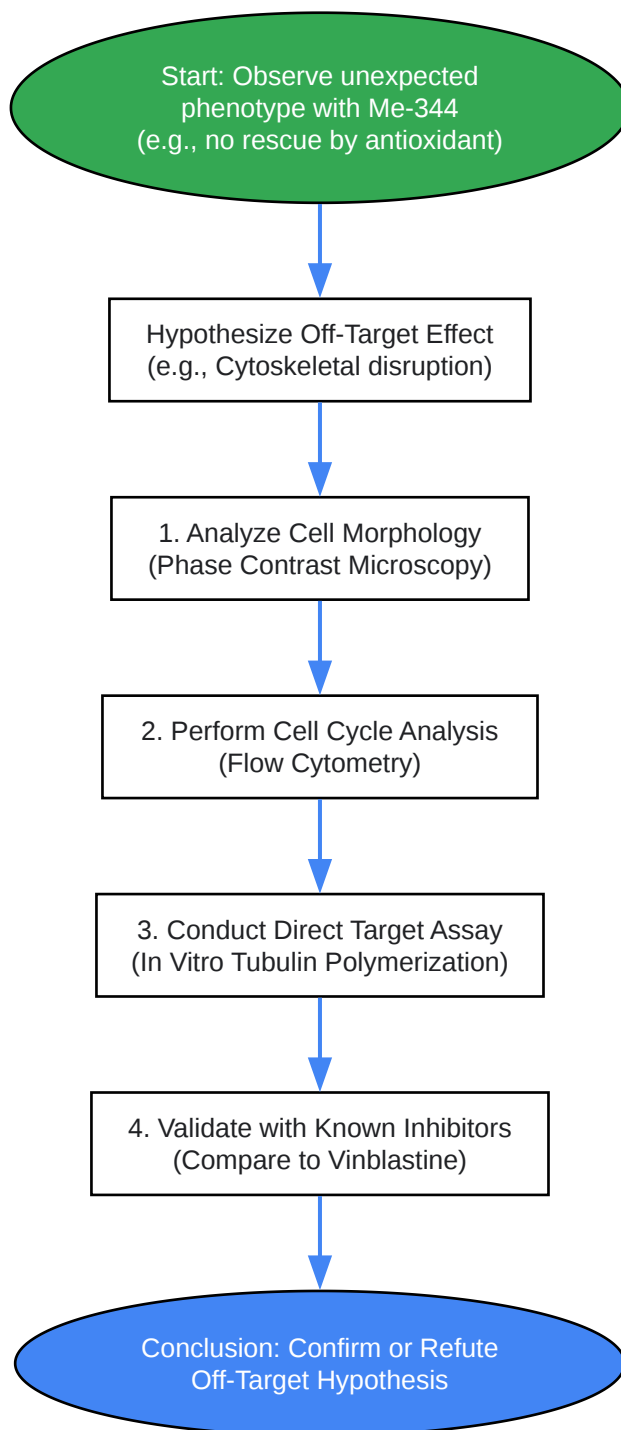 Start: Observe unexpected
phenotype with Me-344
(e.g., no rescue by antioxidant)
Hypothesize Off-Target Effect
(e.g., Cytoskeletal disruption)
1. Analyze Cell Morphology
(Phase Contrast Microscopy)
2. Perform Cell Cycle Analysis
(Flow Cytometry)
3. Conduct Direct Target Assay
(In Vitro Tubulin Polymerization)
4. Validate with Known Inhibitors
(Compare to Vinblastine)
Conclusion: Confirm or Refute
Off-Target Hypothesis